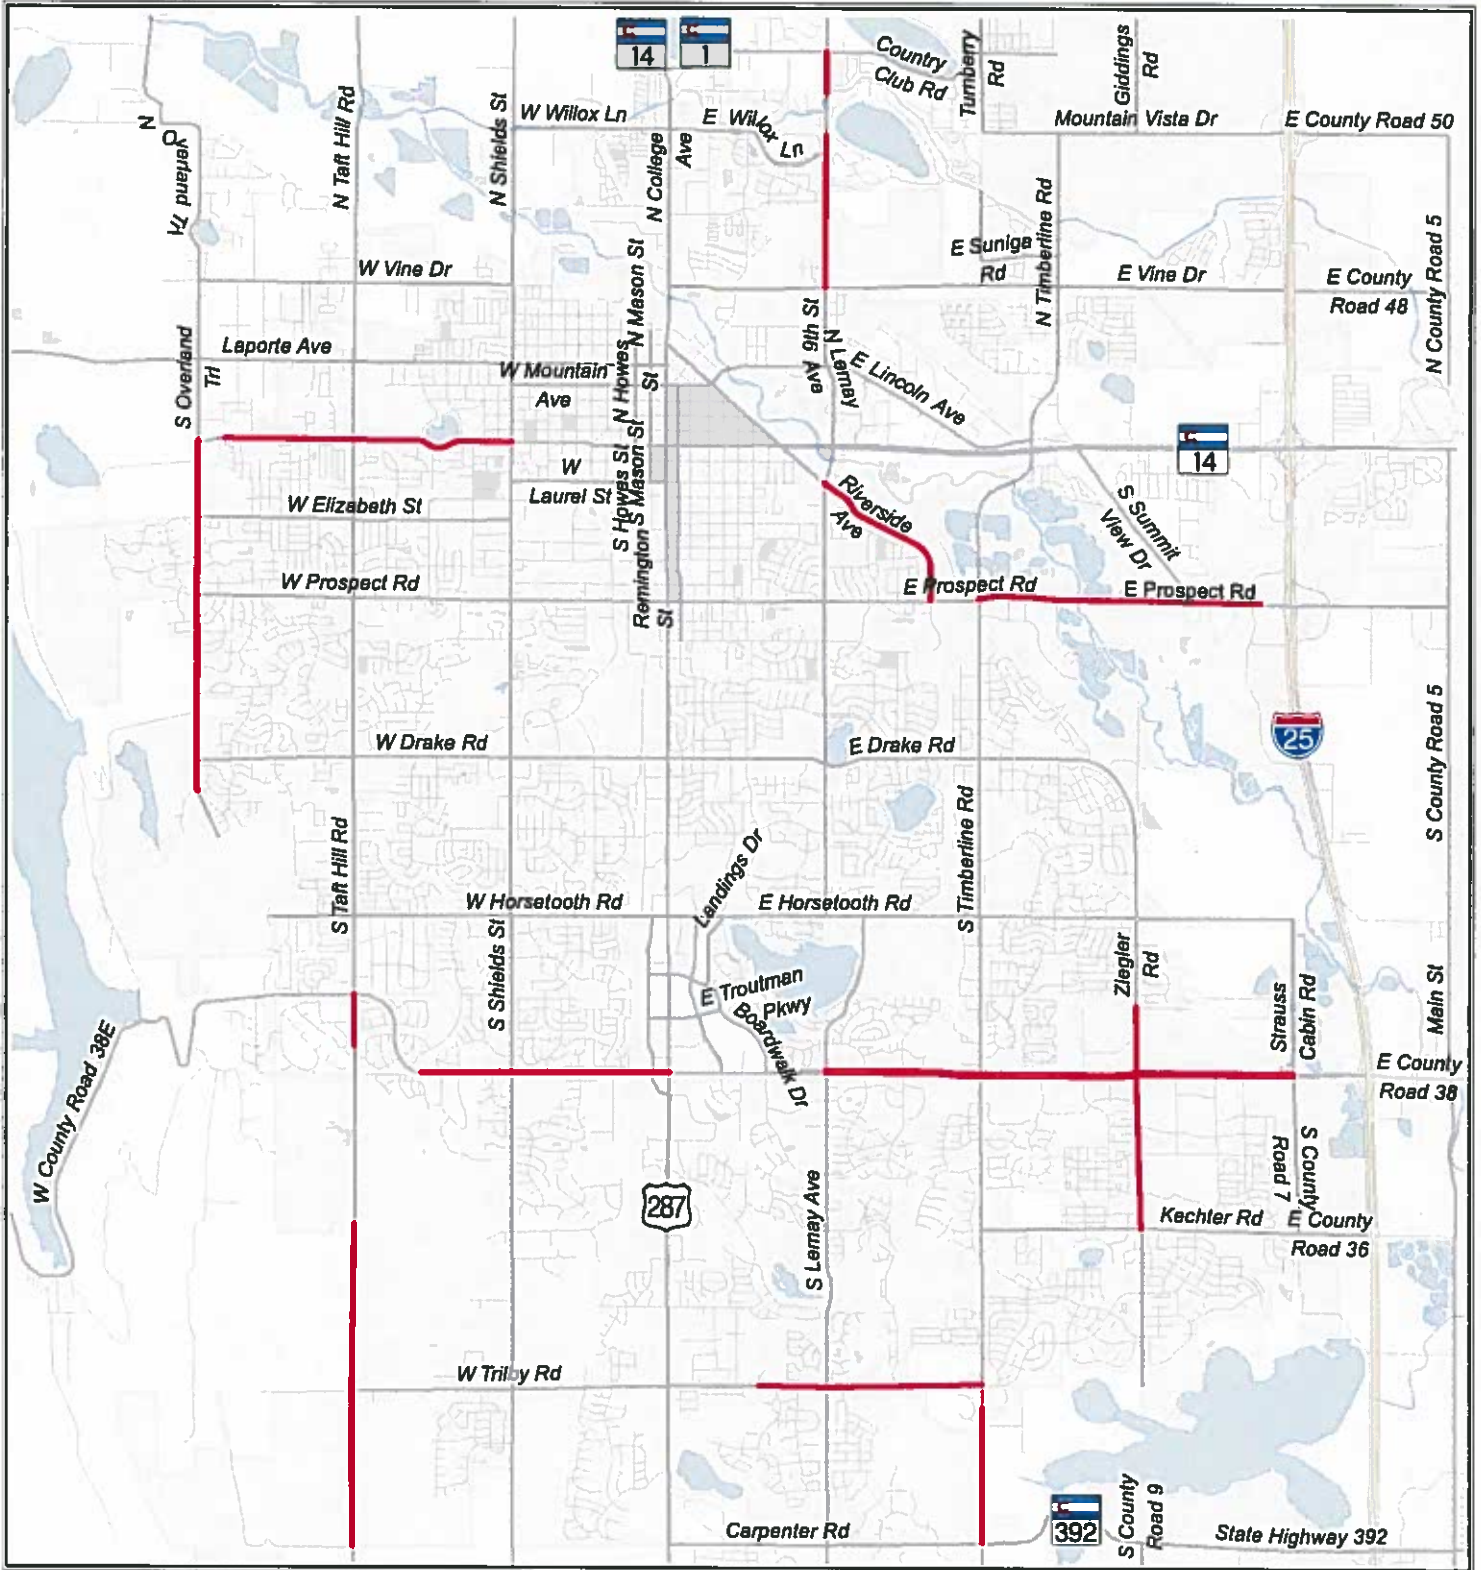 14
1
Country
Club Rd
Turnberry
Rd
Giddings
Rd
N Taft Hill Rd
N Shields St
W Willox Ln
N College
Ave
E Willox
Ln
Mountain Vista Dr
E County Road 50
N Overland Trl
N Mason St
N Timberline Rd
N County Road 5
W Vine Dr
E Suniga
Rd
E Vine Dr
E County
Road 48
S Overland
Trl
Laporte Ave
W Mountain
Ave
N Howes
St
9th St
Ave
N Lemay
E Lincoln Ave
14
W
Laurel St
S Howes St
S Mason St
W Elizabeth St
Riverside
Ave
S Summit
View Dr
W Prospect Rd
Remington
St
E Prospect Rd
E Prospect Rd
W Drake Rd
E Drake Rd
25
S County Road 5
S Taft Hill Rd
Landings Dr
S Timberline Rd
W Horsetooth Rd
E Horsetooth Rd
S Shields St
E Troutman
Pkwy
Boardwalk Dr
Ziegler
Rd
Strauss
Cabin Rd
Main St
W County Road 38E
E County
Road 38
287
S Lemay Ave
S County
Road 7
Kechter Rd
E County
Road 36
W Trilby Rd
Carpenter Rd
392
S County
Road 9
State Highway 392